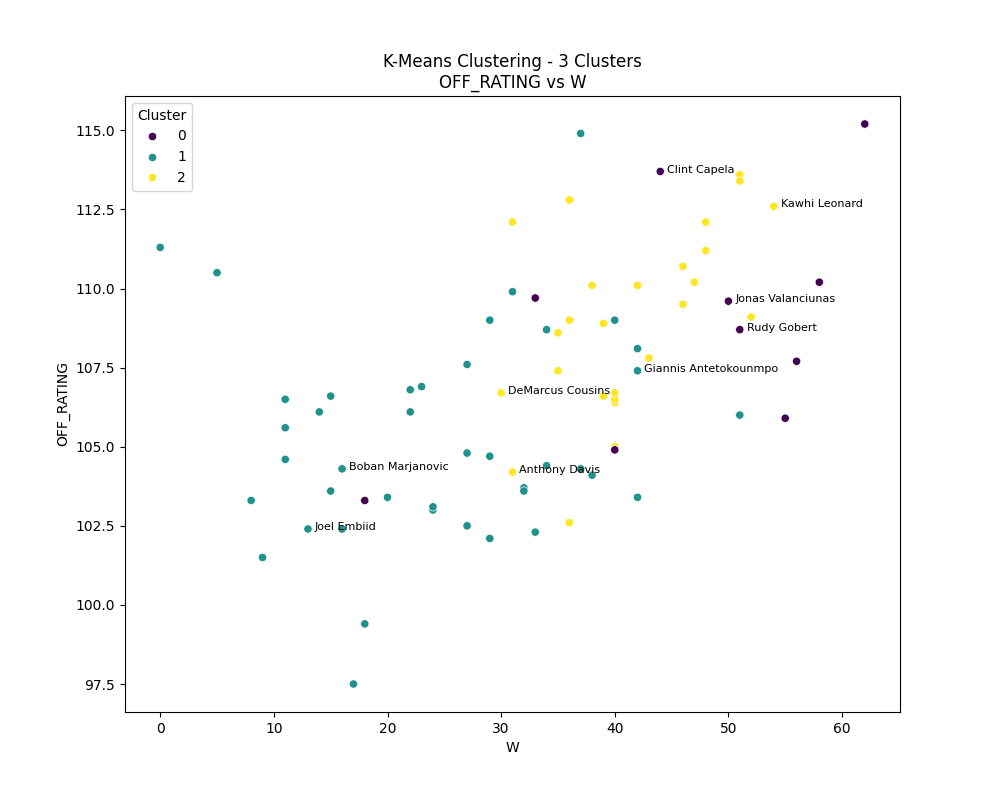 K-Means Clustering - 3 Clusters
OFF_RATING vs W
Cluster
0
1
2
115.0
112.5
110.0
107.5
105.0
102.5
100.0
97.5
OFF_RATING
Clint Capela
Kawhi Leonard
Jonas Valanciunas
Rudy Gobert
Giannis Antetokounmpo
DeMarcus Cousins
Boban Marjanovic
Anthony Davis
Joel Embiid
0
10
20
30
40
50
60
W